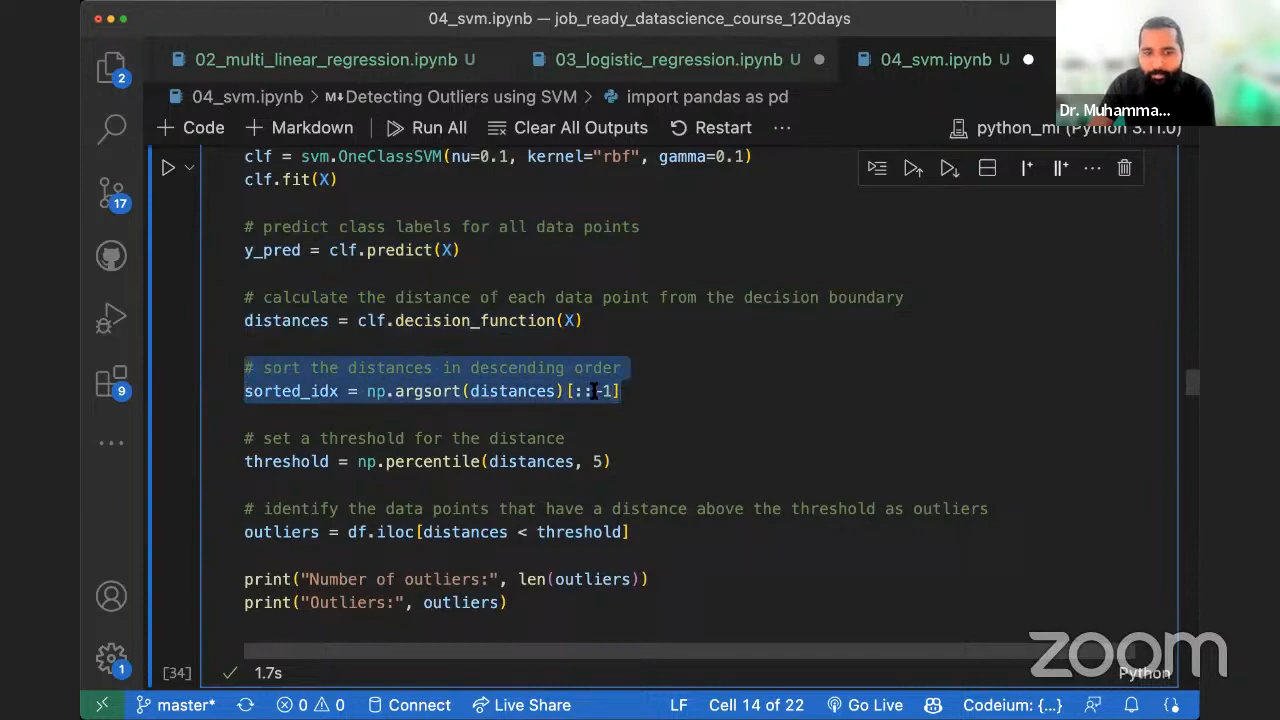 04_svm.ipynb — job_ready_datascience_course_120days
02_multi_linear_regression.ipynb U
03_logistic_regression.ipynb U
04_svm.ipynb U
04_svm.ipynb > M↓Detecting Outliers using SVM > import pandas as pd
+ Code + Markdown Run All Clear All Outputs Restart ... python_ml (Python 3.11.0)
Dr. Muhamma...
clf = svm.OneClassSVM(nu=0.1, kernel="rbf", gamma=0.1)
clf.fit(X)
# predict class labels for all data points
y_pred = clf.predict(X)
# calculate the distance of each data point from the decision boundary
distances = clf.decision_function(X)
# sort the distances in descending order
sorted_idx = np.argsort(distances)[::-1]
# set a threshold for the distance
threshold = np.percentile(distances, 5)
# identify the data points that have a distance above the threshold as outliers
outliers = df.iloc[distances < threshold]
print("Number of outliers:", len(outliers))
print("Outliers:", outliers)
[34] ✓ 1.7s
Python
zoom
2
17
9
1
master* 0 0 Connect Live Share LF Cell 14 of 22 Go Live Codeium: {...}